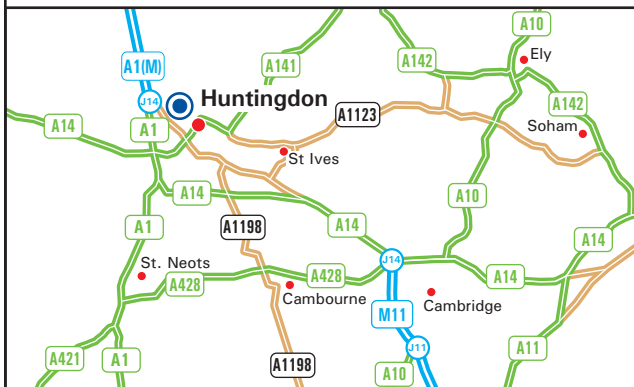 A10
A1(M)
A141
A142
Ely
J14
Huntingdon
A142
A14
A1
A1123
Soham
St Ives
A14
A10
A1
A1198
A14
A14
St. Neots
J14
A428
A428
A14
Cambourne
Cambridge
M11
A421
A1
A1198
J11
A11
A10